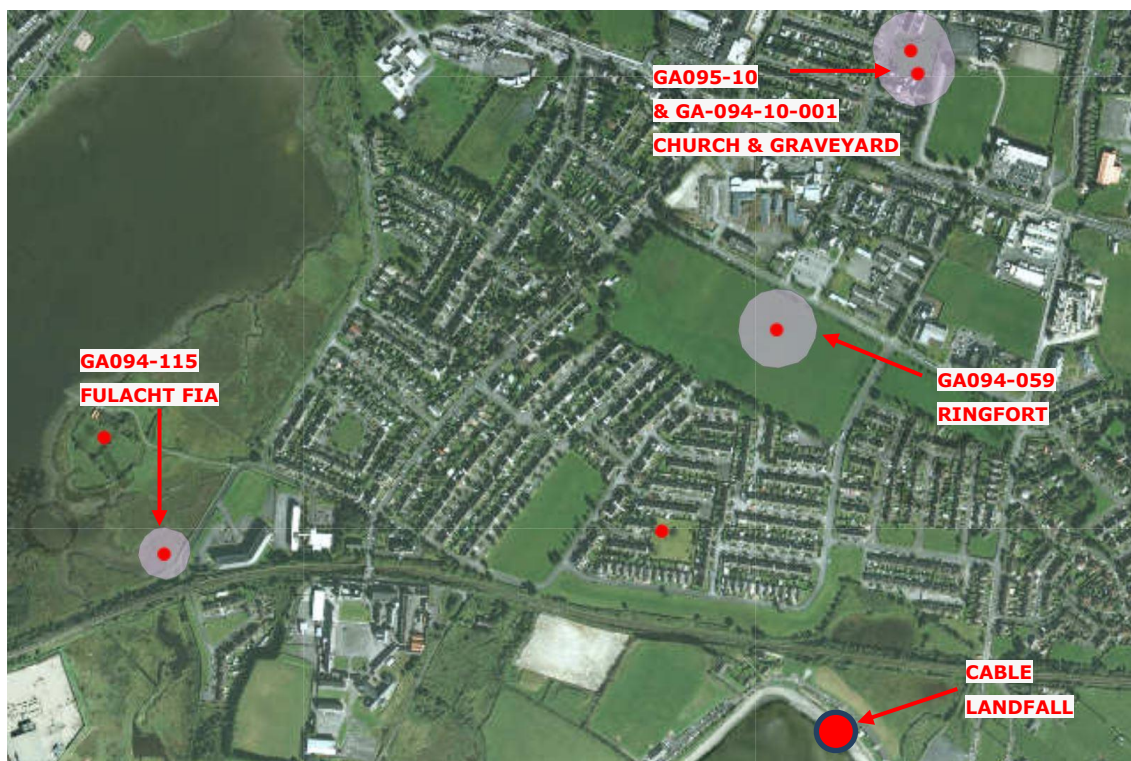 GA095-10
& GA-094-10-001
CHURCH & GRAVEYARD
GA094-115
FULACHT FIA
GA094-059
RINGFORT
CABLE
LANDFALL